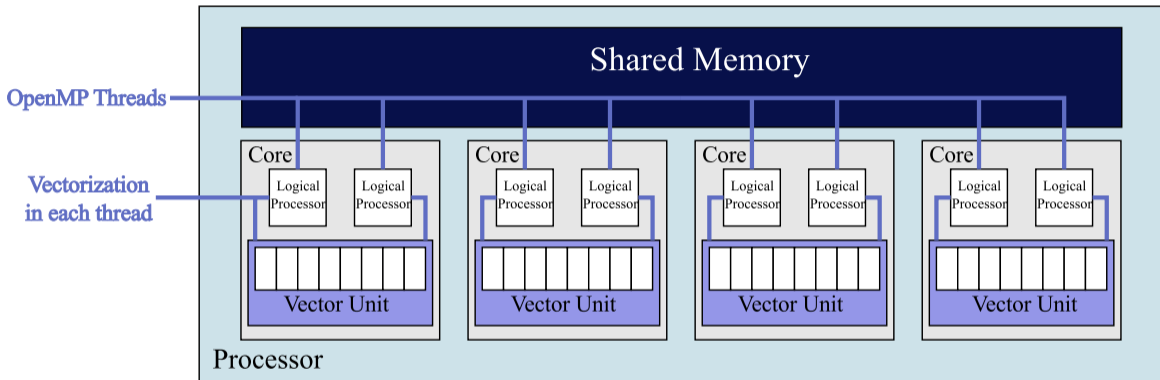 Shared Memory
OpenMP Threads
Core
Core
Core
Core
Vectorization
in each thread
Logical
Processor
Logical
Processor
Logical
Processor
Logical
Processor
Logical
Processor
Logical
Processor
Logical
Processor
Logical
Processor
Vector Unit
Vector Unit
Vector Unit
Vector Unit
Processor